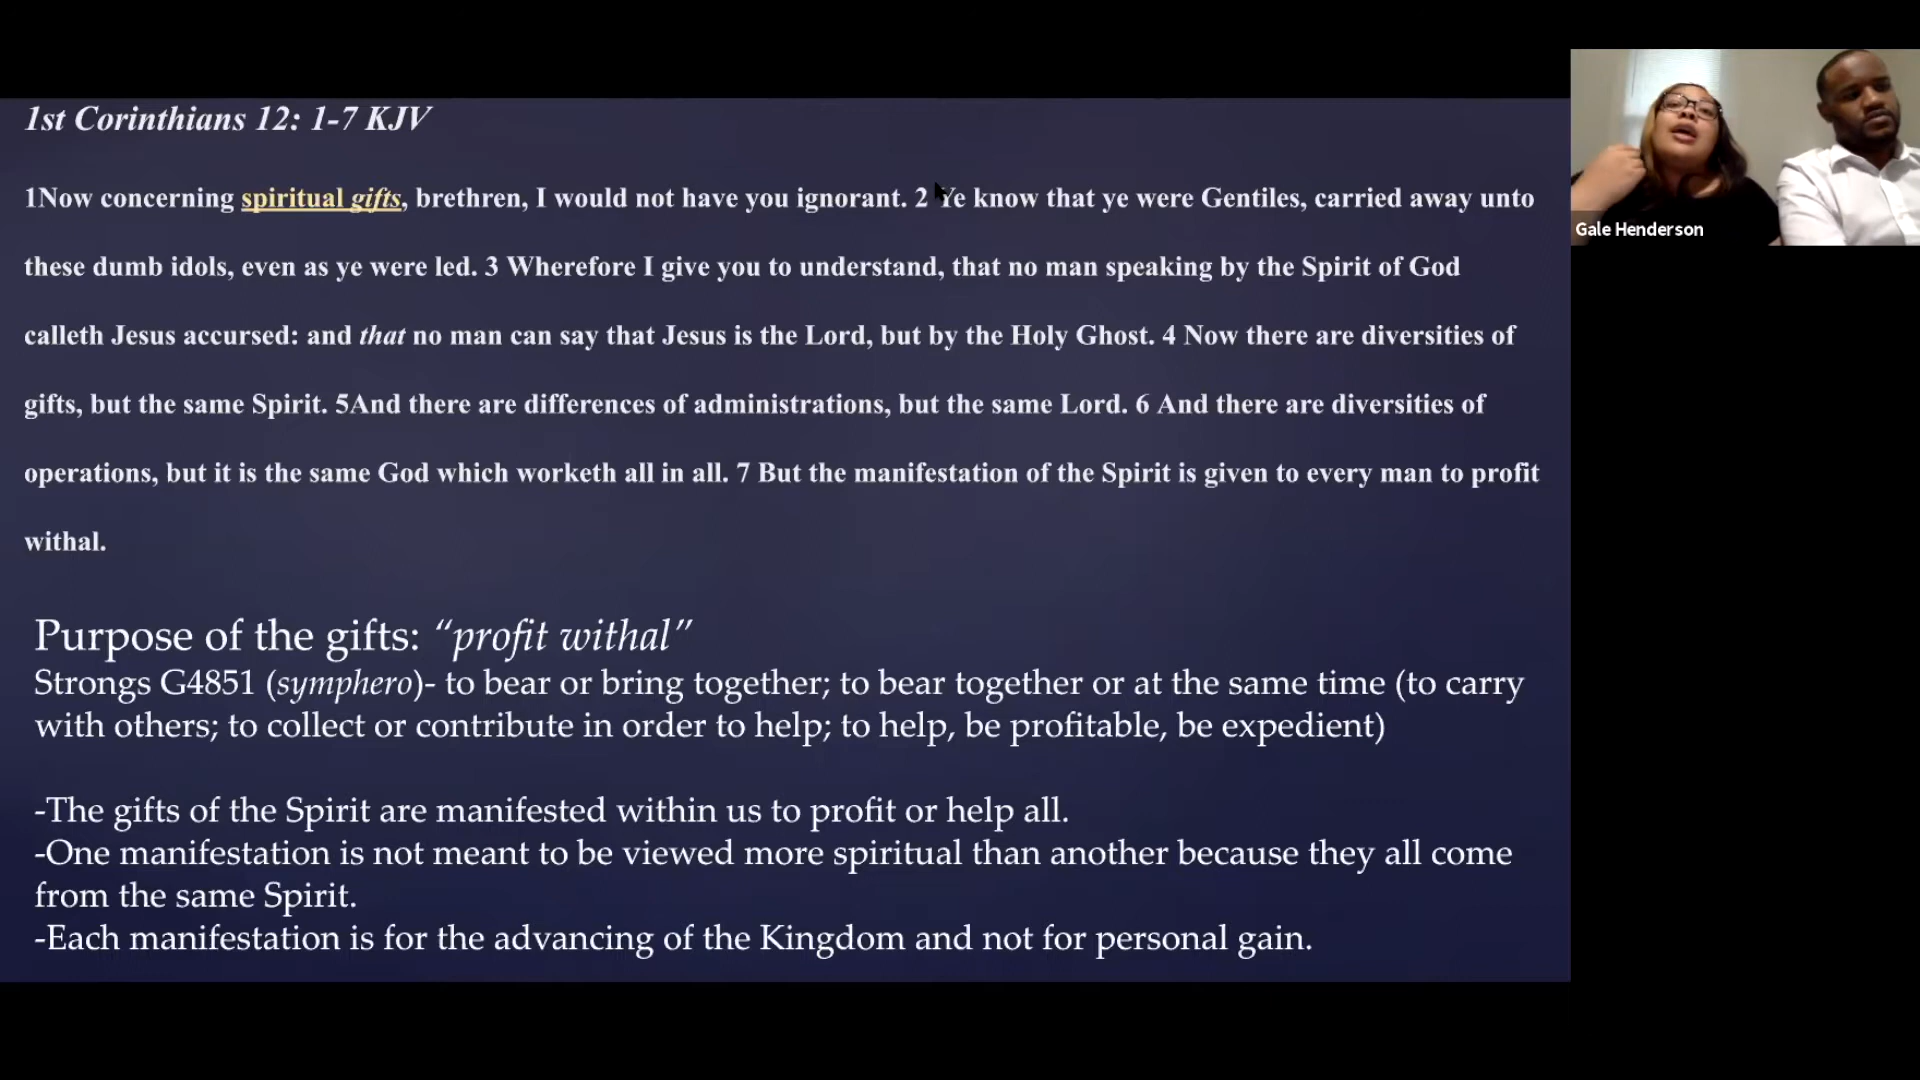 1st Corinthians 12: 1-7 KJV
1Now concerning spiritual gifts, brethren, I would not have you ignorant. 2 Ye know that ye were Gentiles, carried away unto
these dumb idols, even as ye were led. 3 Wherefore I give you to understand, that no man speaking by the Spirit of God
calleth Jesus accursed: and that no man can say that Jesus is the Lord, but by the Holy Ghost. 4 Now there are diversities of
gifts, but the same Spirit. 5And there are differences of administrations, but the same Lord. 6 And there are diversities of
operations, but it is the same God which worketh all in all. 7 But the manifestation of the Spirit is given to every man to profit
withal.
Purpose of the gifts: “profit withal”
Strongs G4851 (symphero)- to bear or bring together; to bear together or at the same time (to carry
with others; to collect or contribute in order to help; to help, be profitable, be expedient)
-The gifts of the Spirit are manifested within us to profit or help all.
-One manifestation is not meant to be viewed more spiritual than another because they all come
from the same Spirit.
-Each manifestation is for the advancing of the Kingdom and not for personal gain.
Gale Henderson